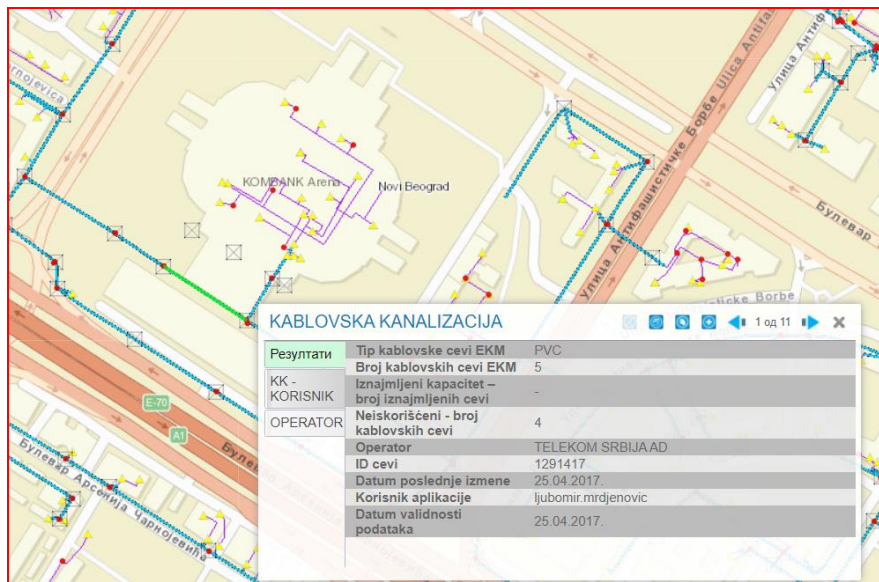 rnojevića
KOMBANK Arena
Novi Beograd
Улица Антифашистичке Борбе
Ulica Antifa
Улица Анти
Булевар
Е-70
A1
Булевар Арсенија Чарнојевића
KABLOVSKA KANALIZACIJA
1 од 11
Резултати
KK -
KORISNIK
OPERATOR
Tip kablovske cevi EKM PVC
Broj kablovskih cevi EKM 5
Iznajmljeni kapacitet –
broj iznajmljenih cevi -
Neiskorišćeni - broj
kablovskih cevi 4
Operator TELEKOM SRBIJA AD
ID cevi 1291417
Datum poslednje izmene 25.04.2017.
Korisnik aplikacije ljubomir.mrdjenovic
Datum validnosti
podataka 25.04.2017.